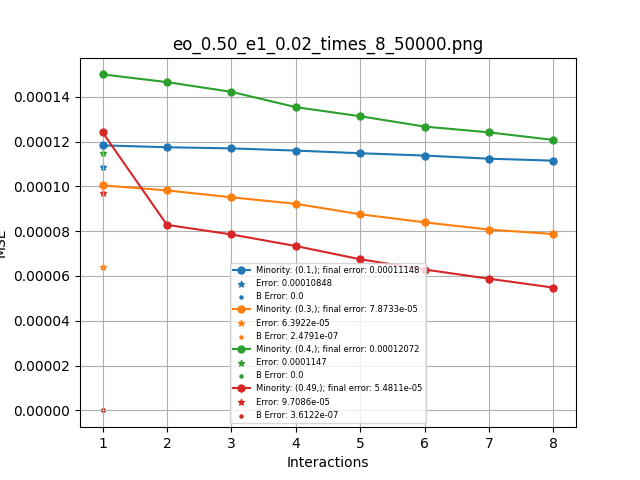 eo_0.50_e1_0.02_times_8_50000.png
0.00014
0.00012
0.00010
0.00008
0.00006
0.00004
0.00002
0.00000
MSE
Minority: (0.1,); final error: 0.00011148
Error: 0.00010848
B Error: 0.0
Minority: (0.3,); final error: 7.8733e-05
Error: 6.3922e-05
B Error: 2.4791e-07
Minority: (0.4,); final error: 0.00012072
Error: 0.0001147
B Error: 0.0
Minority: (0.49,); final error: 5.4811e-05
Error: 9.7086e-05
B Error: 3.6122e-07
1 2 3 4 5 6 7 8
Interactions